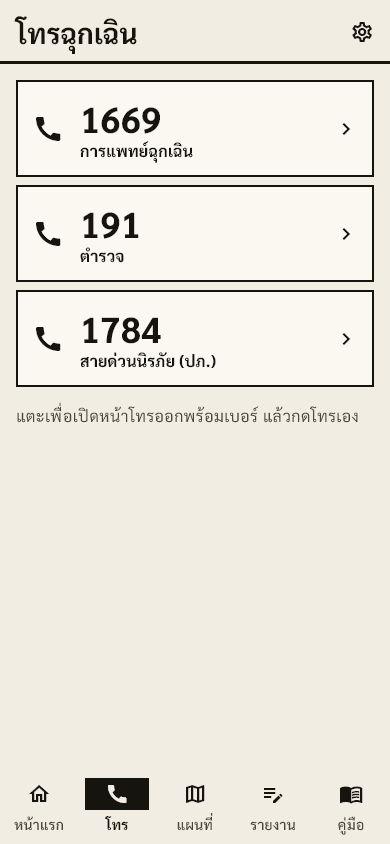 โทรฉุกเฉิน
1669
การแพทย์ฉุกเฉิน
191
ตำรวจ
1784
สายด่วนนิรภัย (ปภ.)
แตะเพื่อเปิดหน้าโทรออกพร้อมเบอร์ แล้วกดโทรเอง
หน้าแรก โทร แผนที่ รายงาน คู่มือ